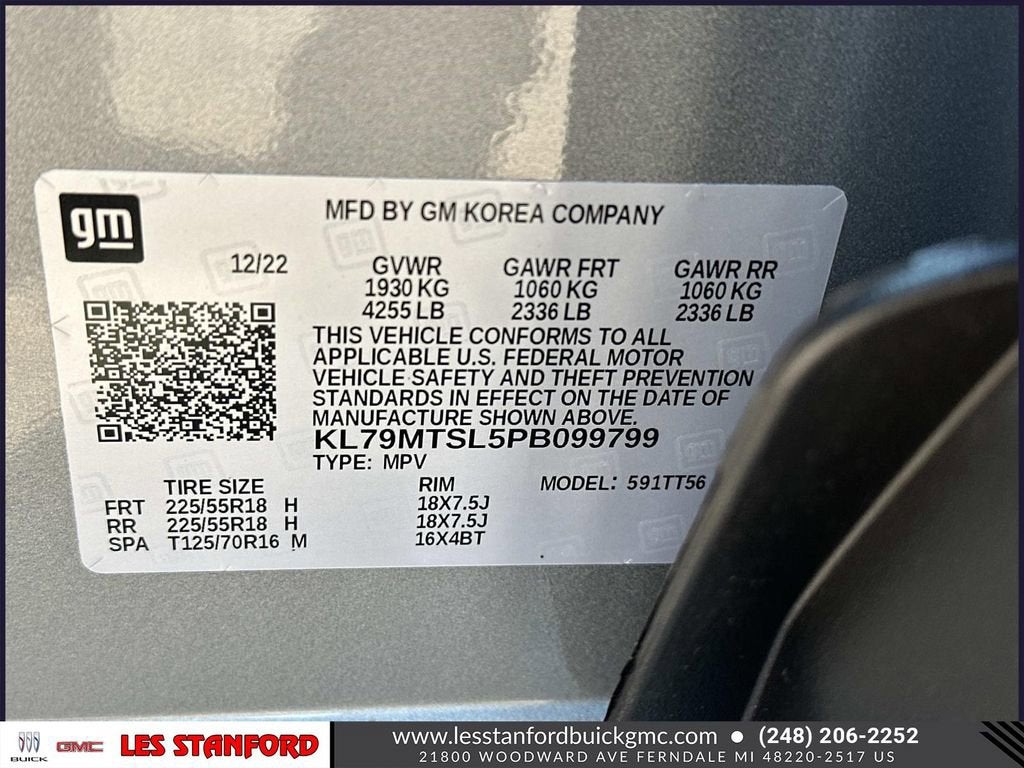 gm
MFD BY GM KOREA COMPANY
12/22 GVWR GAWR FRT GAWR RR
1930 KG 1060 KG 1060 KG
4255 LB 2336 LB 2336 LB
THIS VEHICLE CONFORMS TO ALL
APPLICABLE U.S. FEDERAL MOTOR
VEHICLE SAFETY AND THEFT PREVENTION
STANDARDS IN EFFECT ON THE DATE OF
MANUFACTURE SHOWN ABOVE.
KL79MTSL5PB099799
TYPE: MPV
TIRE SIZE RIM MODEL: 591TT56
FRT 225/55R18 H 18X7.5J
RR 225/55R18 H 18X7.5J
SPA T125/70R16 M 16X4BT
BUICK GMC LES STANFORD
www.lesstanfordbuickgmc.com • (248) 206-2252
21800 WOODWARD AVE FERNDALE MI 48220-2517 US